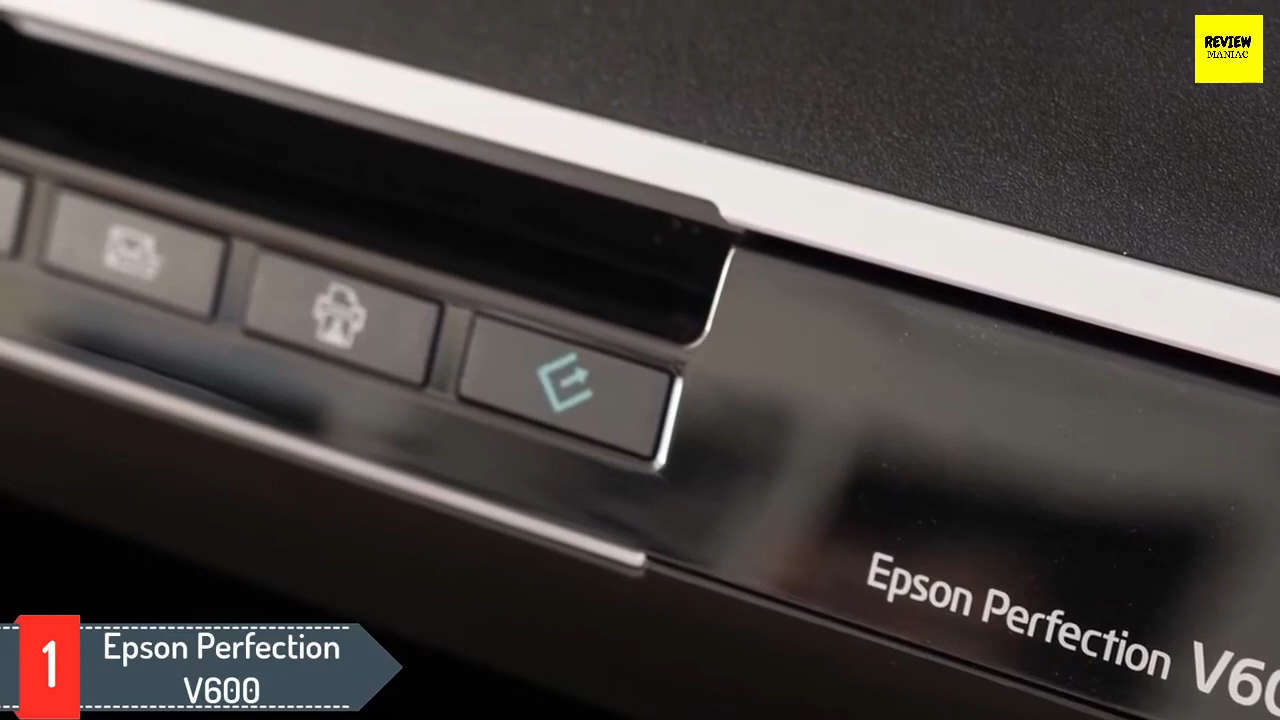 REVIEW
MANIAC
Epson Perfection V60
1
Epson Perfection
V600